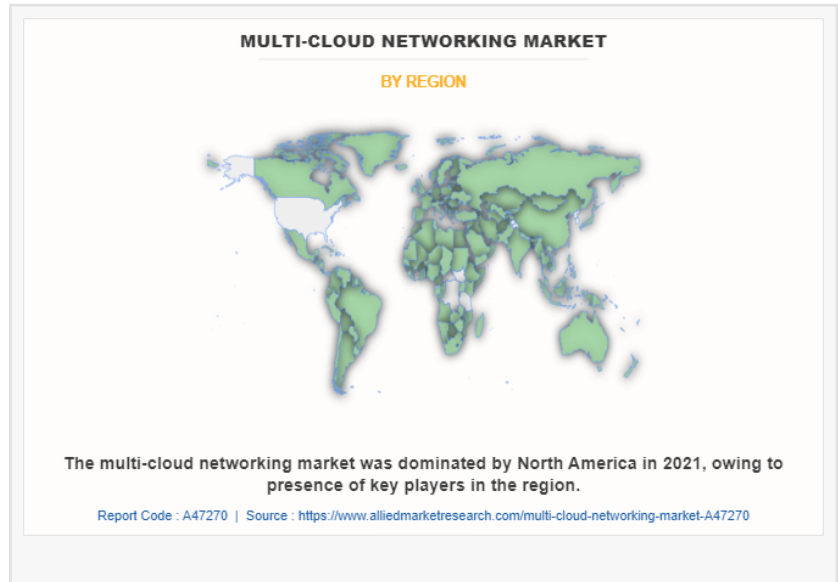 MULTI-CLOUD NETWORKING MARKET
BY REGION
The multi-cloud networking market was dominated by North America in 2021, owing to
presence of key players in the region.
Report Code : A47270 | Source : https://www.alliedmarketresearch.com/multi-cloud-networking-market-A47270